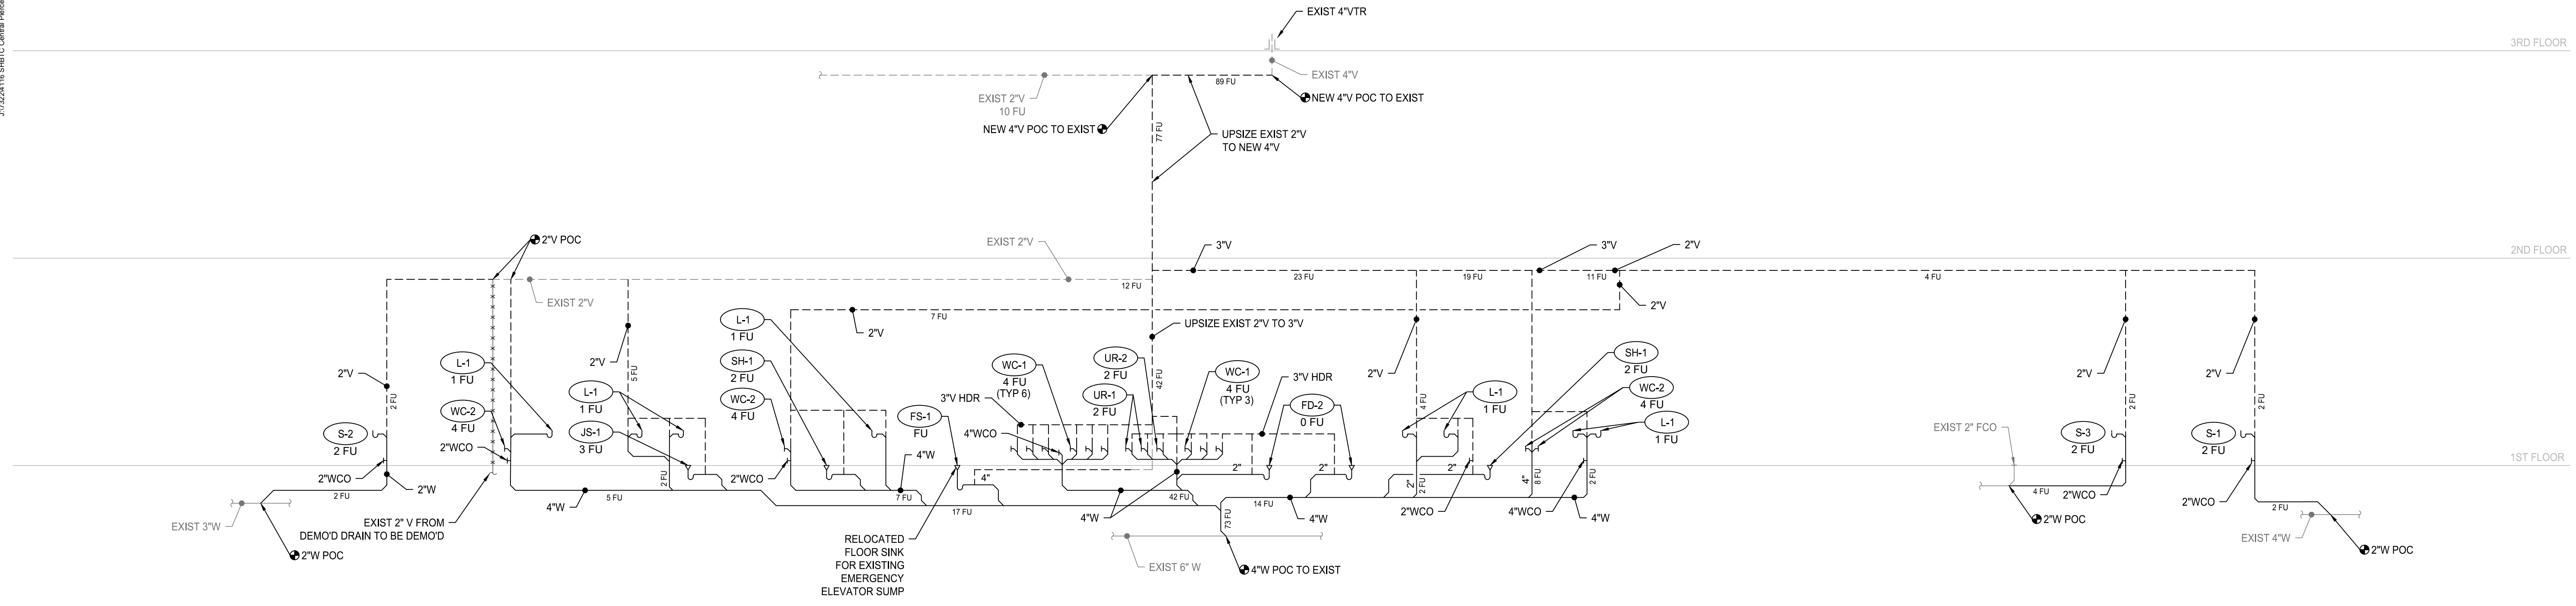 J:\7322\4116 SHBTC Central Pierce
EXIST 4"VTR
3RD FLOOR
EXIST 4"V
89 FU
EXIST 2"V
10 FU
NEW 4"V POC TO EXIST
NEW 4"V POC TO EXIST
77 FU
UPSIZE EXIST 2"V
TO NEW 4"V
2"V POC
EXIST 2"V
3"V
3"V
2"V
2ND FLOOR
23 FU
19 FU
11 FU
4 FU
12 FU
EXIST 2"V
2"V
7 FU
2"V
UPSIZE EXIST 2"V TO 3"V
L-1
1 FU
2"V
2"V
5 FU
L-1
1 FU
SH-1
2 FU
WC-1
4 FU
(TYP 6)
UR-2
2 FU
WC-1
4 FU
(TYP 3)
42 FU
2"V
SH-1
2 FU
2"V
2"V
2 FU
WC-2
4 FU
L-1
1 FU
WC-2
4 FU
3"V HDR
UR-1
2 FU
3"V HDR
FD-2
0 FU
4 FU
L-1
1 FU
WC-2
4 FU
2 FU
2 FU
S-2
2 FU
JS-1
3 FU
FS-1
FU
4"WCO
L-1
1 FU
EXIST 2" FCO
S-3
2 FU
S-1
2 FU
2"WCO
2"WCO
4"W
1ST FLOOR
2"WCO
2"W
2 FU
2"WCO
4"
2"
2"
2"
2"
2"
2 FU
4"
8 FU
2 FU
5 FU
4"W
7 FU
42 FU
4"W
14 FU
4"W
2"WCO
4"WCO
4"W
4 FU
2"WCO
2"WCO
2 FU
EXIST 3"W
EXIST 2" V FROM
DEMO'D DRAIN TO BE DEMO'D
17 FU
73 FU
2"W POC
EXIST 4"W
2"W POC
RELOCATED
FLOOR SINK
FOR EXISTING
EMERGENCY
ELEVATOR SUMP
EXIST 6" W
4"W POC TO EXIST
2"W POC